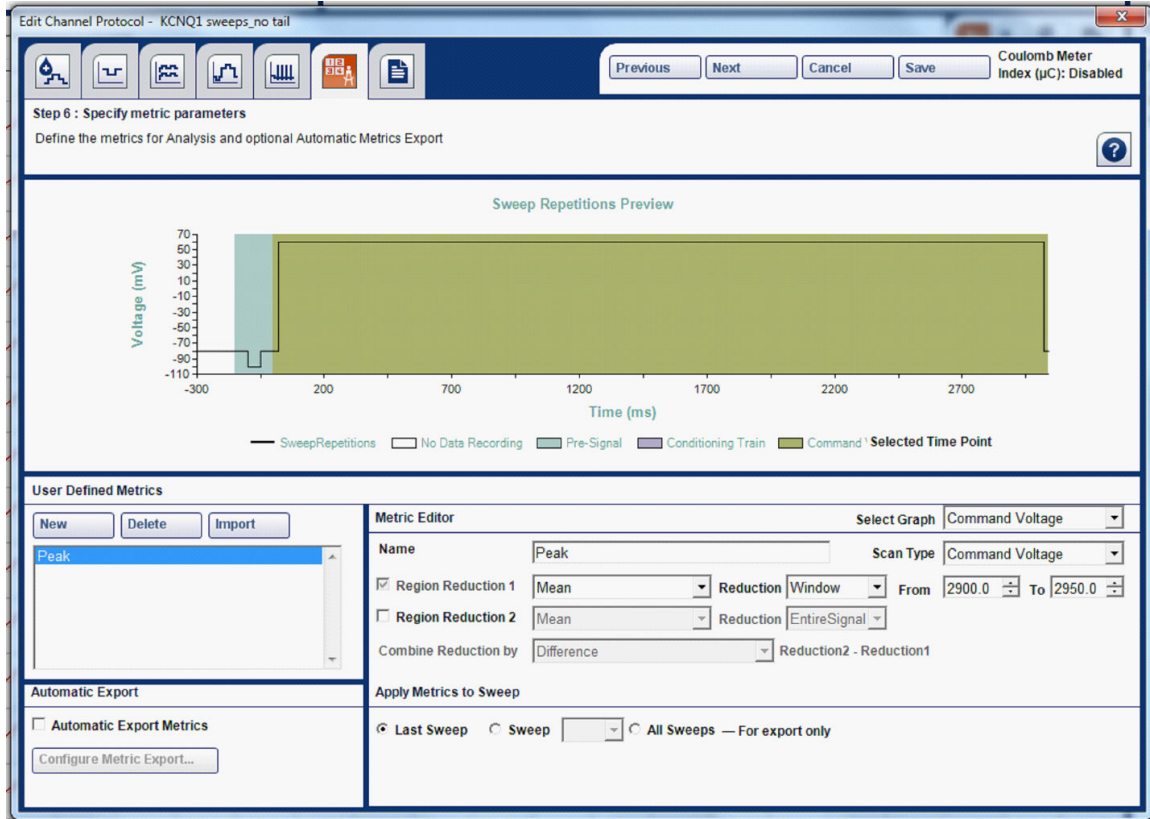 Edit Channel Protocol - KCNQ1 sweeps_no tail
Previous Next Cancel Save
Coulomb Meter
Index (µC): Disabled
Step 6 : Specify metric parameters
Define the metrics for Analysis and optional Automatic Metrics Export
?
Sweep Repetitions Preview
Voltage (mV)
70
50
30
10
-10
-30
-50
-70
-90
-110
-300 200 700 1200 1700 2200 2700
Time (ms)
SweepRepetitions No Data Recording Pre-Signal Conditioning Train Command Selected Time Point
User Defined Metrics
New Delete Import
Peak
Metric Editor
Select Graph Command Voltage
Name Peak Scan Type Command Voltage
Region Reduction 1 Mean Reduction Window From 2900.0 To 2950.0
Region Reduction 2 Mean Reduction EntireSignal
Combine Reduction by Difference Reduction2 - Reduction1
Automatic Export
Automatic Export Metrics
Configure Metric Export...
Apply Metrics to Sweep
Last Sweep Sweep All Sweeps — For export only